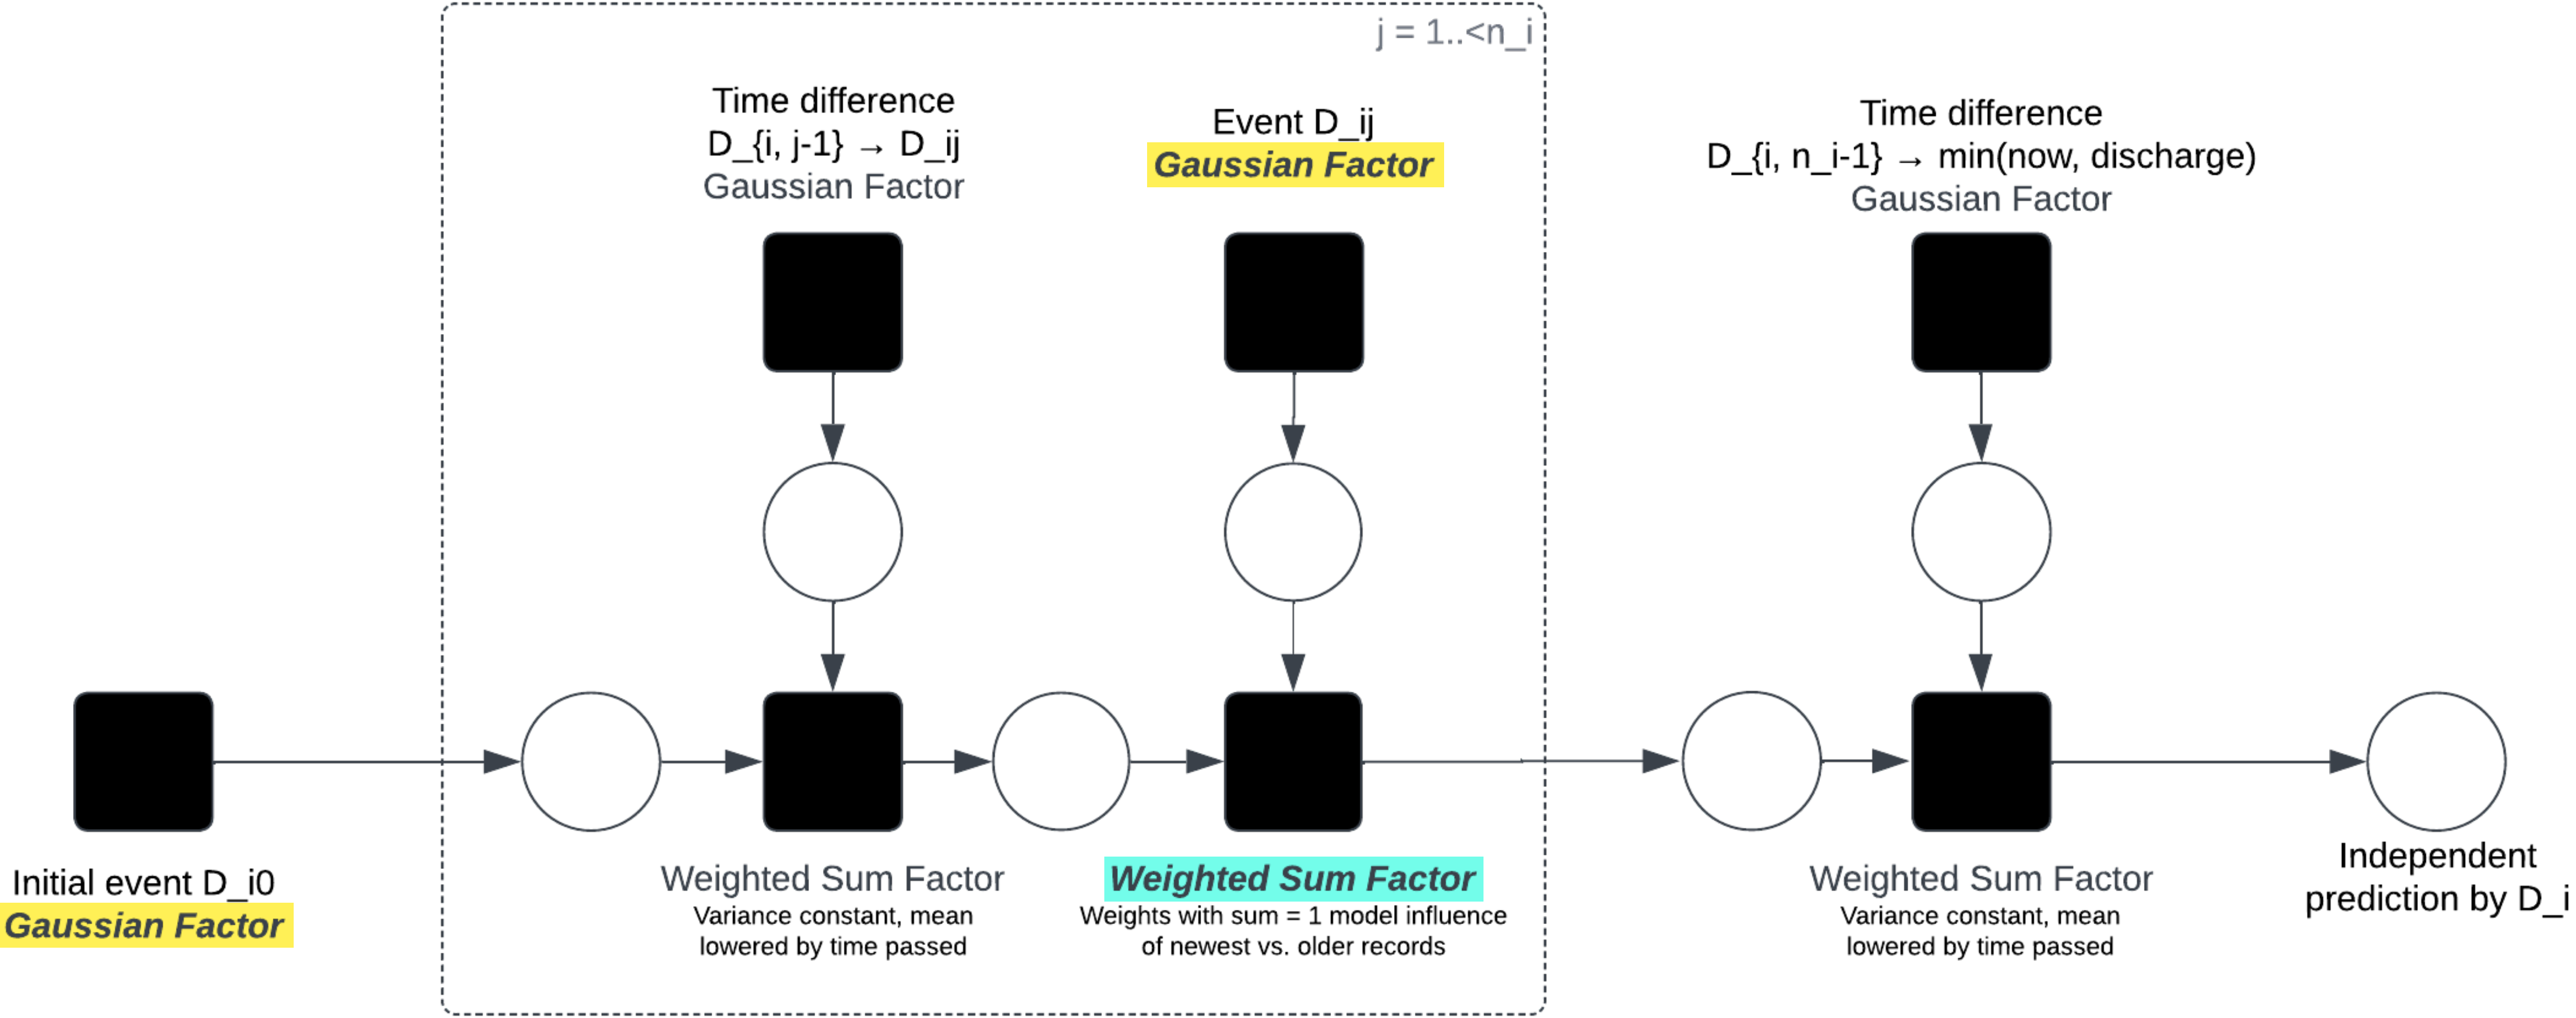 j = 1..<n_i
Time difference
D_{i, j-1} → D_ij
Gaussian Factor
Event D_ij
Gaussian Factor
Time difference
D_{i, n_i-1} → min(now, discharge)
Gaussian Factor
Initial event D_i0
Gaussian Factor
Weighted Sum Factor
Variance constant, mean
lowered by time passed
Weighted Sum Factor
Weights with sum = 1 model influence
of newest vs. older records
Weighted Sum Factor
Variance constant, mean
lowered by time passed
Independent
prediction by D_i